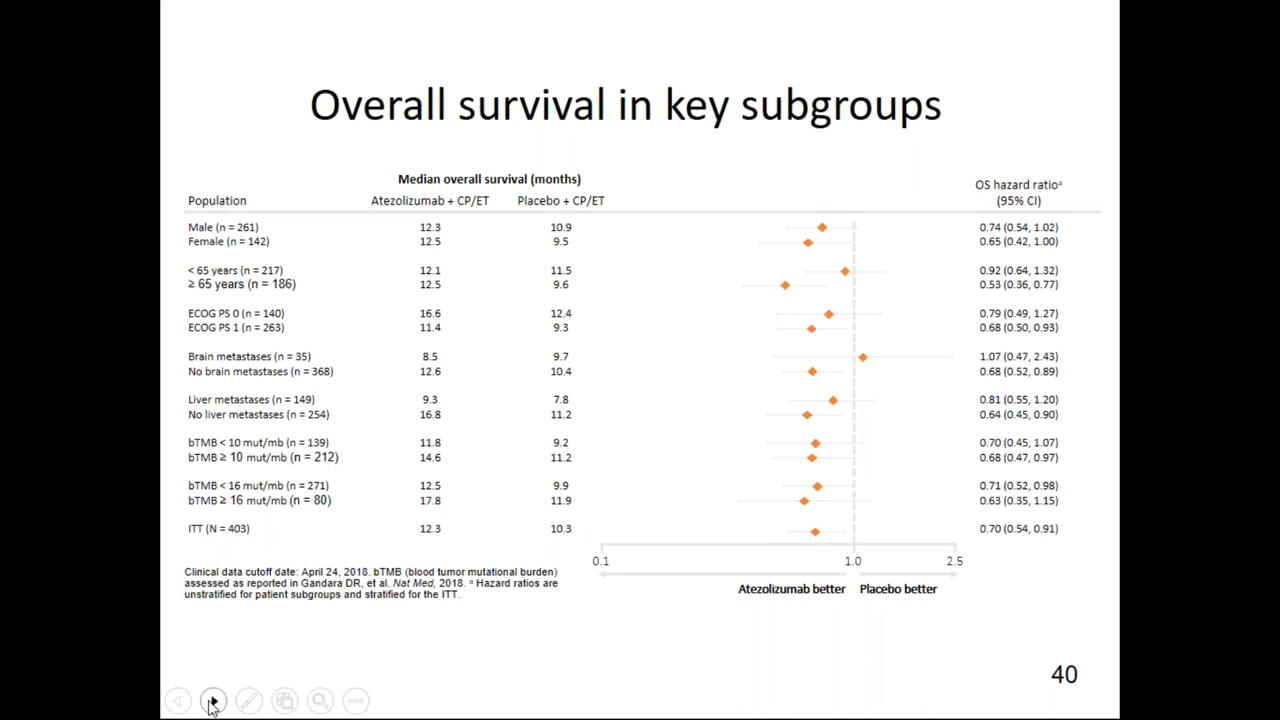 Overall survival in key subgroups
Median overall survival (months)
OS hazard ratioᵃ
Population Atezolizumab + CP/ET Placebo + CP/ET (95% CI)
Male (n = 261) 12.3 10.9 0.74 (0.54, 1.02)
Female (n = 142) 12.5 9.5 0.65 (0.42, 1.00)
< 65 years (n = 217) 12.1 11.5 0.92 (0.64, 1.32)
≥ 65 years (n = 186) 12.5 9.6 0.53 (0.36, 0.77)
ECOG PS 0 (n = 140) 16.6 12.4 0.79 (0.49, 1.27)
ECOG PS 1 (n = 263) 11.4 9.3 0.68 (0.50, 0.93)
Brain metastases (n = 35) 8.5 9.7 1.07 (0.47, 2.43)
No brain metastases (n = 368) 12.6 10.4 0.68 (0.52, 0.89)
Liver metastases (n = 149) 9.3 7.8 0.81 (0.55, 1.20)
No liver metastases (n = 254) 16.8 11.2 0.64 (0.45, 0.90)
bTMB < 10 mut/mb (n = 139) 11.8 9.2 0.70 (0.45, 1.07)
bTMB ≥ 10 mut/mb (n = 212) 14.6 11.2 0.68 (0.47, 0.97)
bTMB < 16 mut/mb (n = 271) 12.5 9.9 0.71 (0.52, 0.98)
bTMB ≥ 16 mut/mb (n = 80) 17.8 11.9 0.63 (0.35, 1.15)
ITT (N = 403) 12.3 10.3 0.70 (0.54, 0.91)
0.1 1.0 2.5
Atezolizumab better Placebo better
Clinical data cutoff date: April 24, 2018. bTMB (blood tumor mutational burden)
assessed as reported in Gandara DR, et al. Nat Med, 2018. ᵃ Hazard ratios are
unstratified for patient subgroups and stratified for the ITT.
40